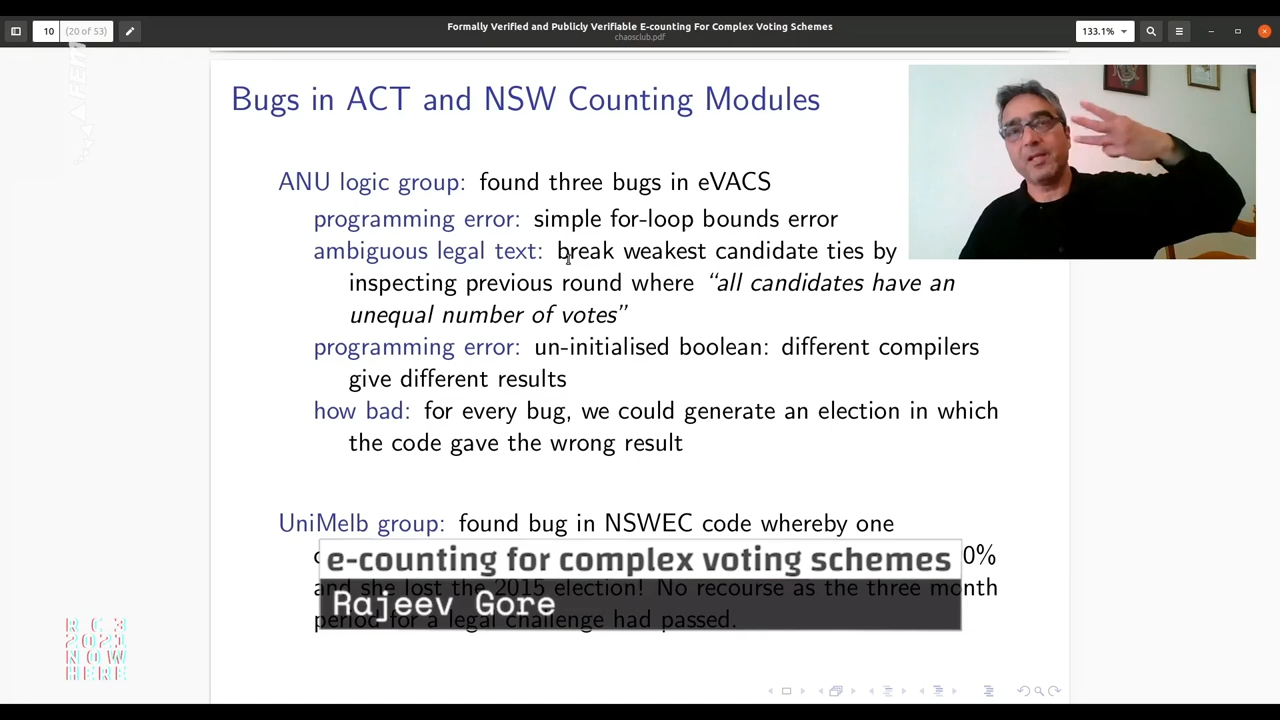 10 (20 of 53)
Formally Verified and Publicly Verifiable E-counting For Complex Voting Schemes
chaosclub.pdf
133.1%
Bugs in ACT and NSW Counting Modules
ANU logic group: found three bugs in eVACS
programming error: simple for-loop bounds error
ambiguous legal text: break weakest candidate ties by
inspecting previous round where “all candidates have an
unequal number of votes”
programming error: un-initialised boolean: different compilers
give different results
how bad: for every bug, we could generate an election in which
the code gave the wrong result
UniMelb group: found bug in NSWEC code whereby one
0%
e-counting for complex voting schemes
and she lost the 2015 election! No recourse as the three month
Rajeev Gore
period for a legal challenge had passed.
RC3
2021
NOW
HERE